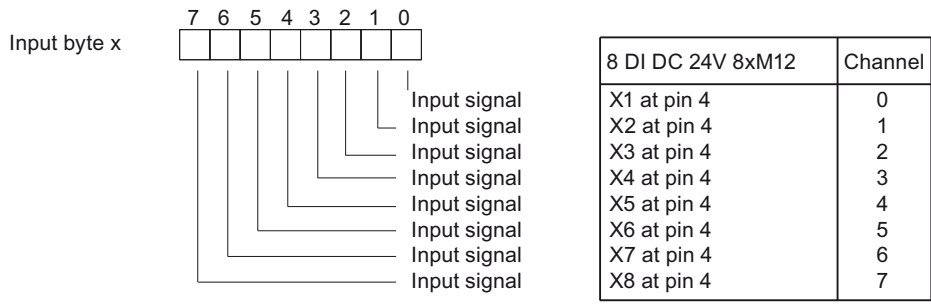 7 6 5 4 3 2 1 0
Input byte x
8 DI DC 24V 8xM12 Channel
Input signal X1 at pin 4 0
Input signal X2 at pin 4 1
Input signal X3 at pin 4 2
Input signal X4 at pin 4 3
Input signal X5 at pin 4 4
Input signal X6 at pin 4 5
Input signal X7 at pin 4 6
Input signal X8 at pin 4 7